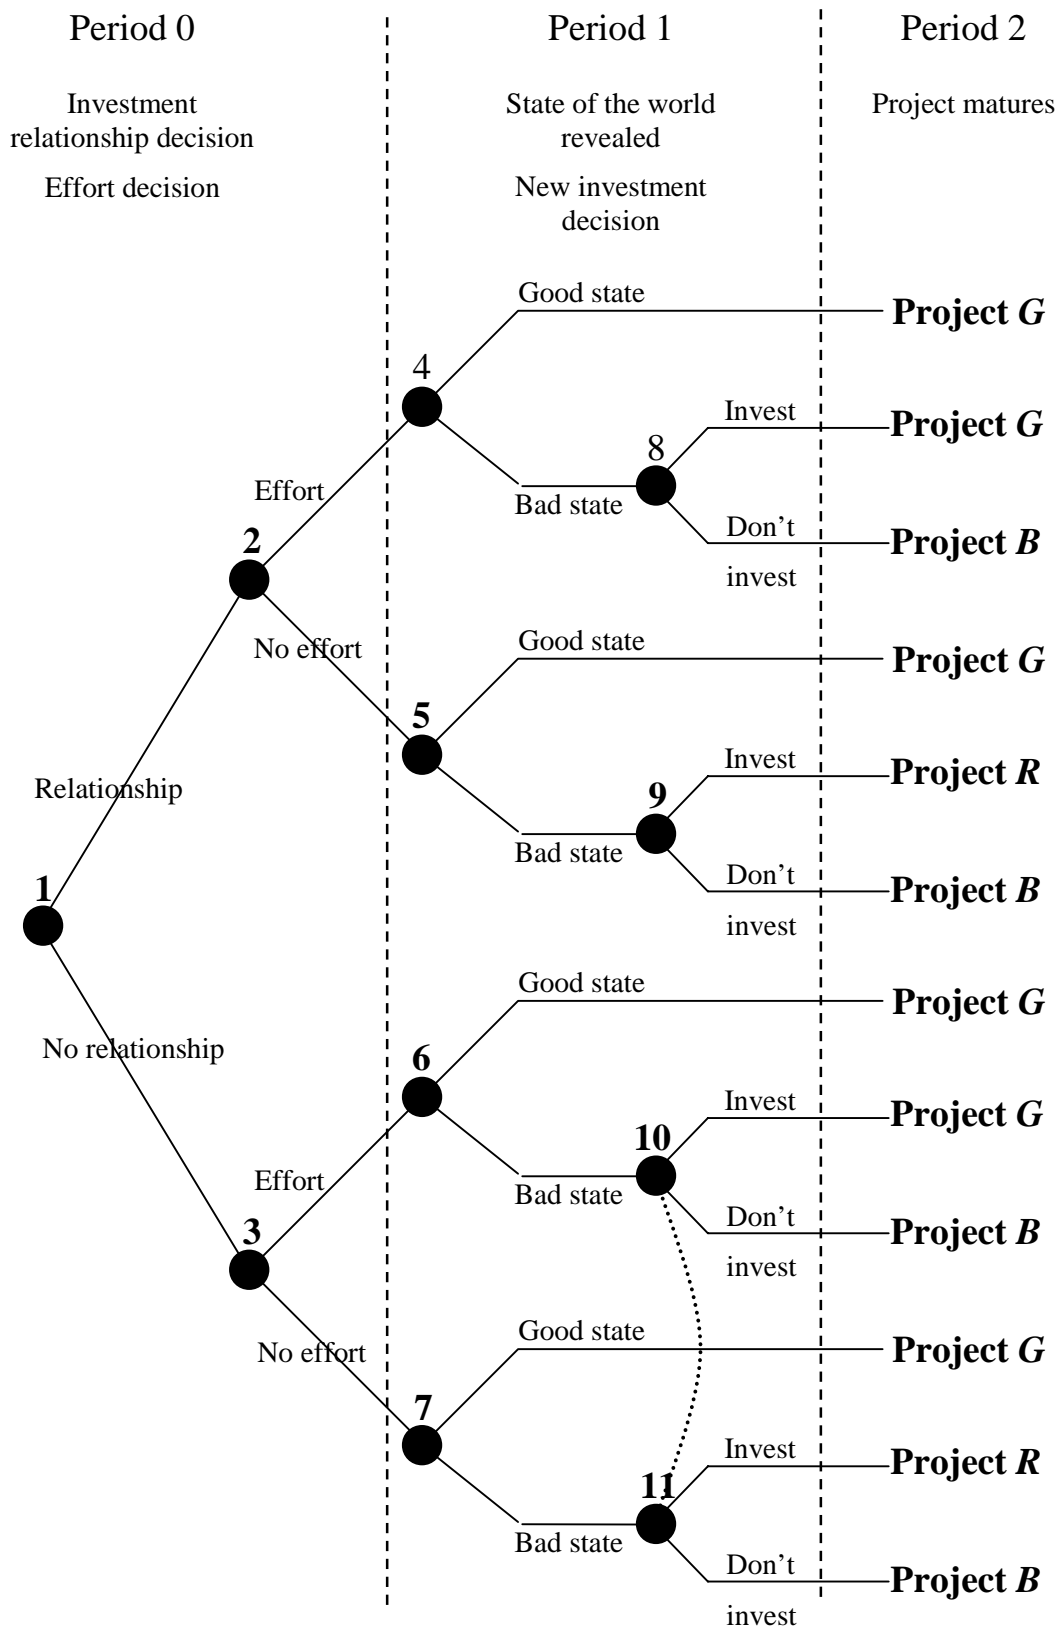 Period 0
Period 1
Period 2
Investment
relationship decision
Effort decision
State of the world
revealed
New investment
decision
Project matures
Good state
Project G
4
Invest
Project G
8
Effort
Bad state
Don't
invest
Project B
2
No effort
Good state
Project G
5
Invest
Project R
9
Relationship
Bad state
Don't
invest
Project B
1
Good state
Project G
No relationship
6
Invest
Project G
10
Effort
Bad state
Don't
invest
Project B
3
No effort
Good state
Project G
7
Invest
Project R
11
Bad state
Don't
invest
Project B